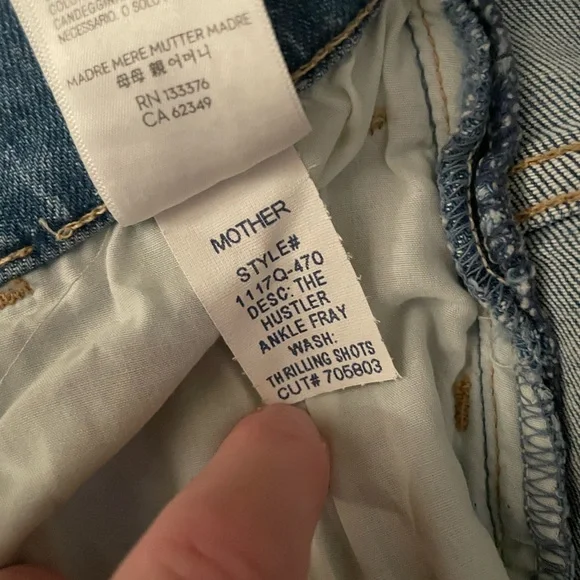 CANDEGGIN
NECESSARIO. O SOLO
MADRE MERE MUTTER MADRE
母母 親 어머니
RN 133376
CA 62349
MOTHER
STYLE#
1117Q-470
DESC: THE
HUSTLER
ANKLE FRAY
WASH:
THRILLING SHOTS
CUT# 705803